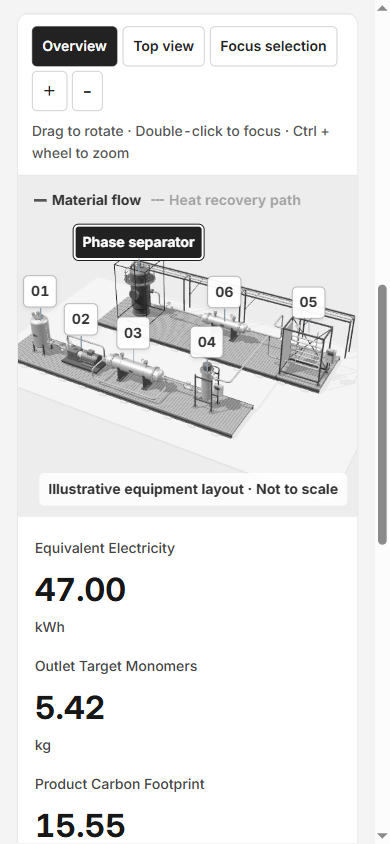 Overview Top view Focus selection
+ -
Drag to rotate · Double-click to focus · Ctrl +
wheel to zoom
Material flow Heat recovery path
Phase separator
01
02
03
04
05
06
Illustrative equipment layout · Not to scale
Equivalent Electricity
47.00
kWh
Outlet Target Monomers
5.42
kg
Product Carbon Footprint
15.55